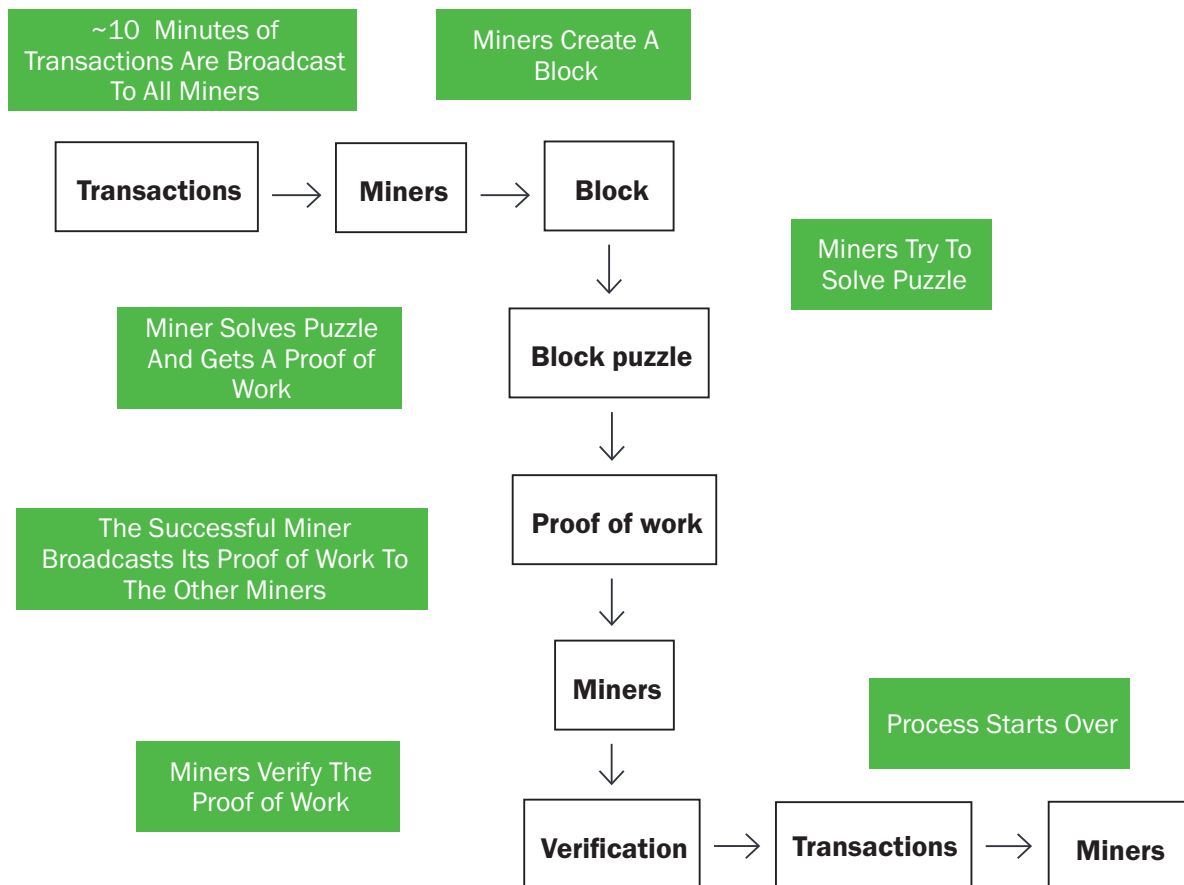 ~10 Minutes of
Transactions Are Broadcast
To All Miners
Miners Create A
Block
Transactions
Miners
Block
Miners Try To
Solve Puzzle
Miner Solves Puzzle
And Gets A Proof of
Work
Block puzzle
Proof of work
The Successful Miner
Broadcasts Its Proof of Work To
The Other Miners
Miners
Process Starts Over
Miners Verify The
Proof of Work
Verification
Transactions
Miners